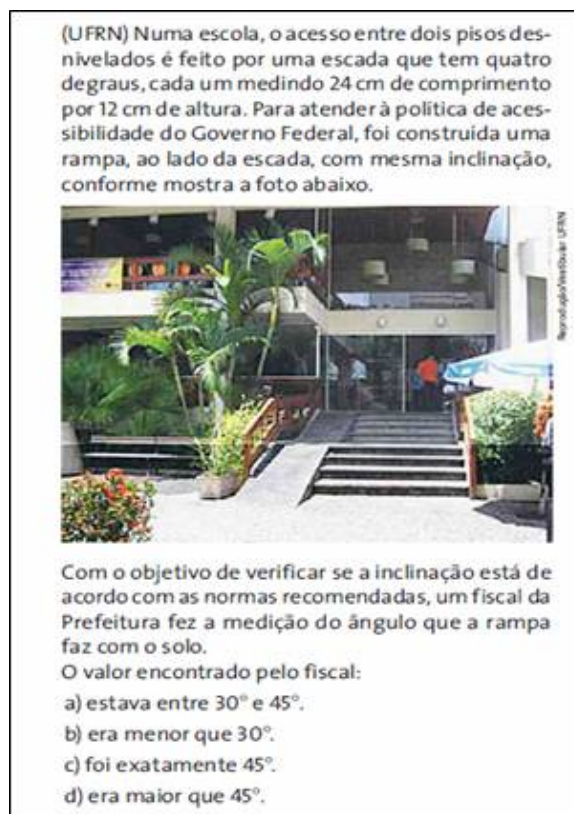 (UFRN) Numa escola, o acesso entre dois pisos des-
nivelados é feito por uma escada que tem quatro
degraus, cada um medindo 24 cm de comprimento
por 12 cm de altura. Para atender à política de aces-
sibilidade do Governo Federal, foi construída uma
rampa, ao lado da escada, com mesma inclinação,
conforme mostra a foto abaixo.
Reprodução/Vestibular UFRN
Com o objetivo de verificar se a inclinação está de
acordo com as normas recomendadas, um fiscal da
Prefeitura fez a medição do ângulo que a rampa
faz com o solo.
O valor encontrado pelo fiscal:
a) estava entre 30° e 45°.
b) era menor que 30°.
c) foi exatamente 45°.
d) era maior que 45°.